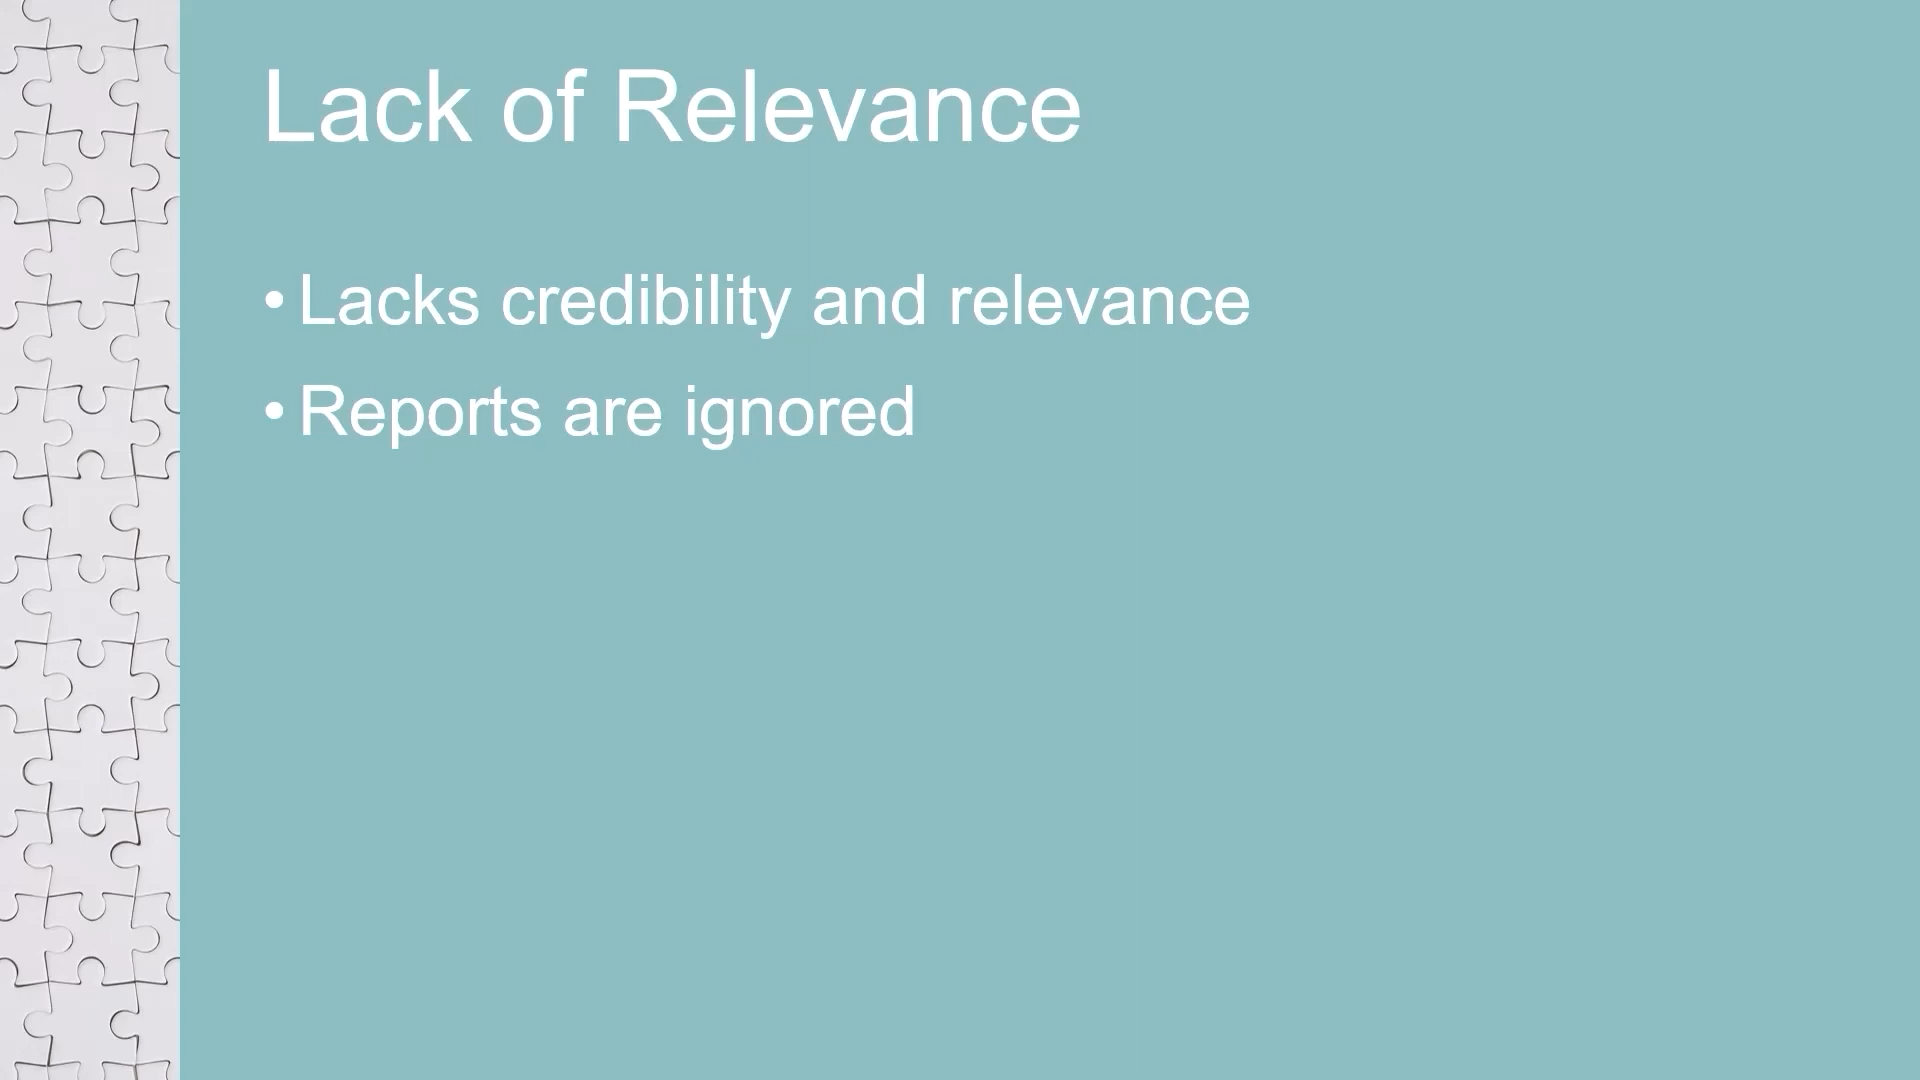 Lack of Relevance
• Lacks credibility and relevance
• Reports are ignored